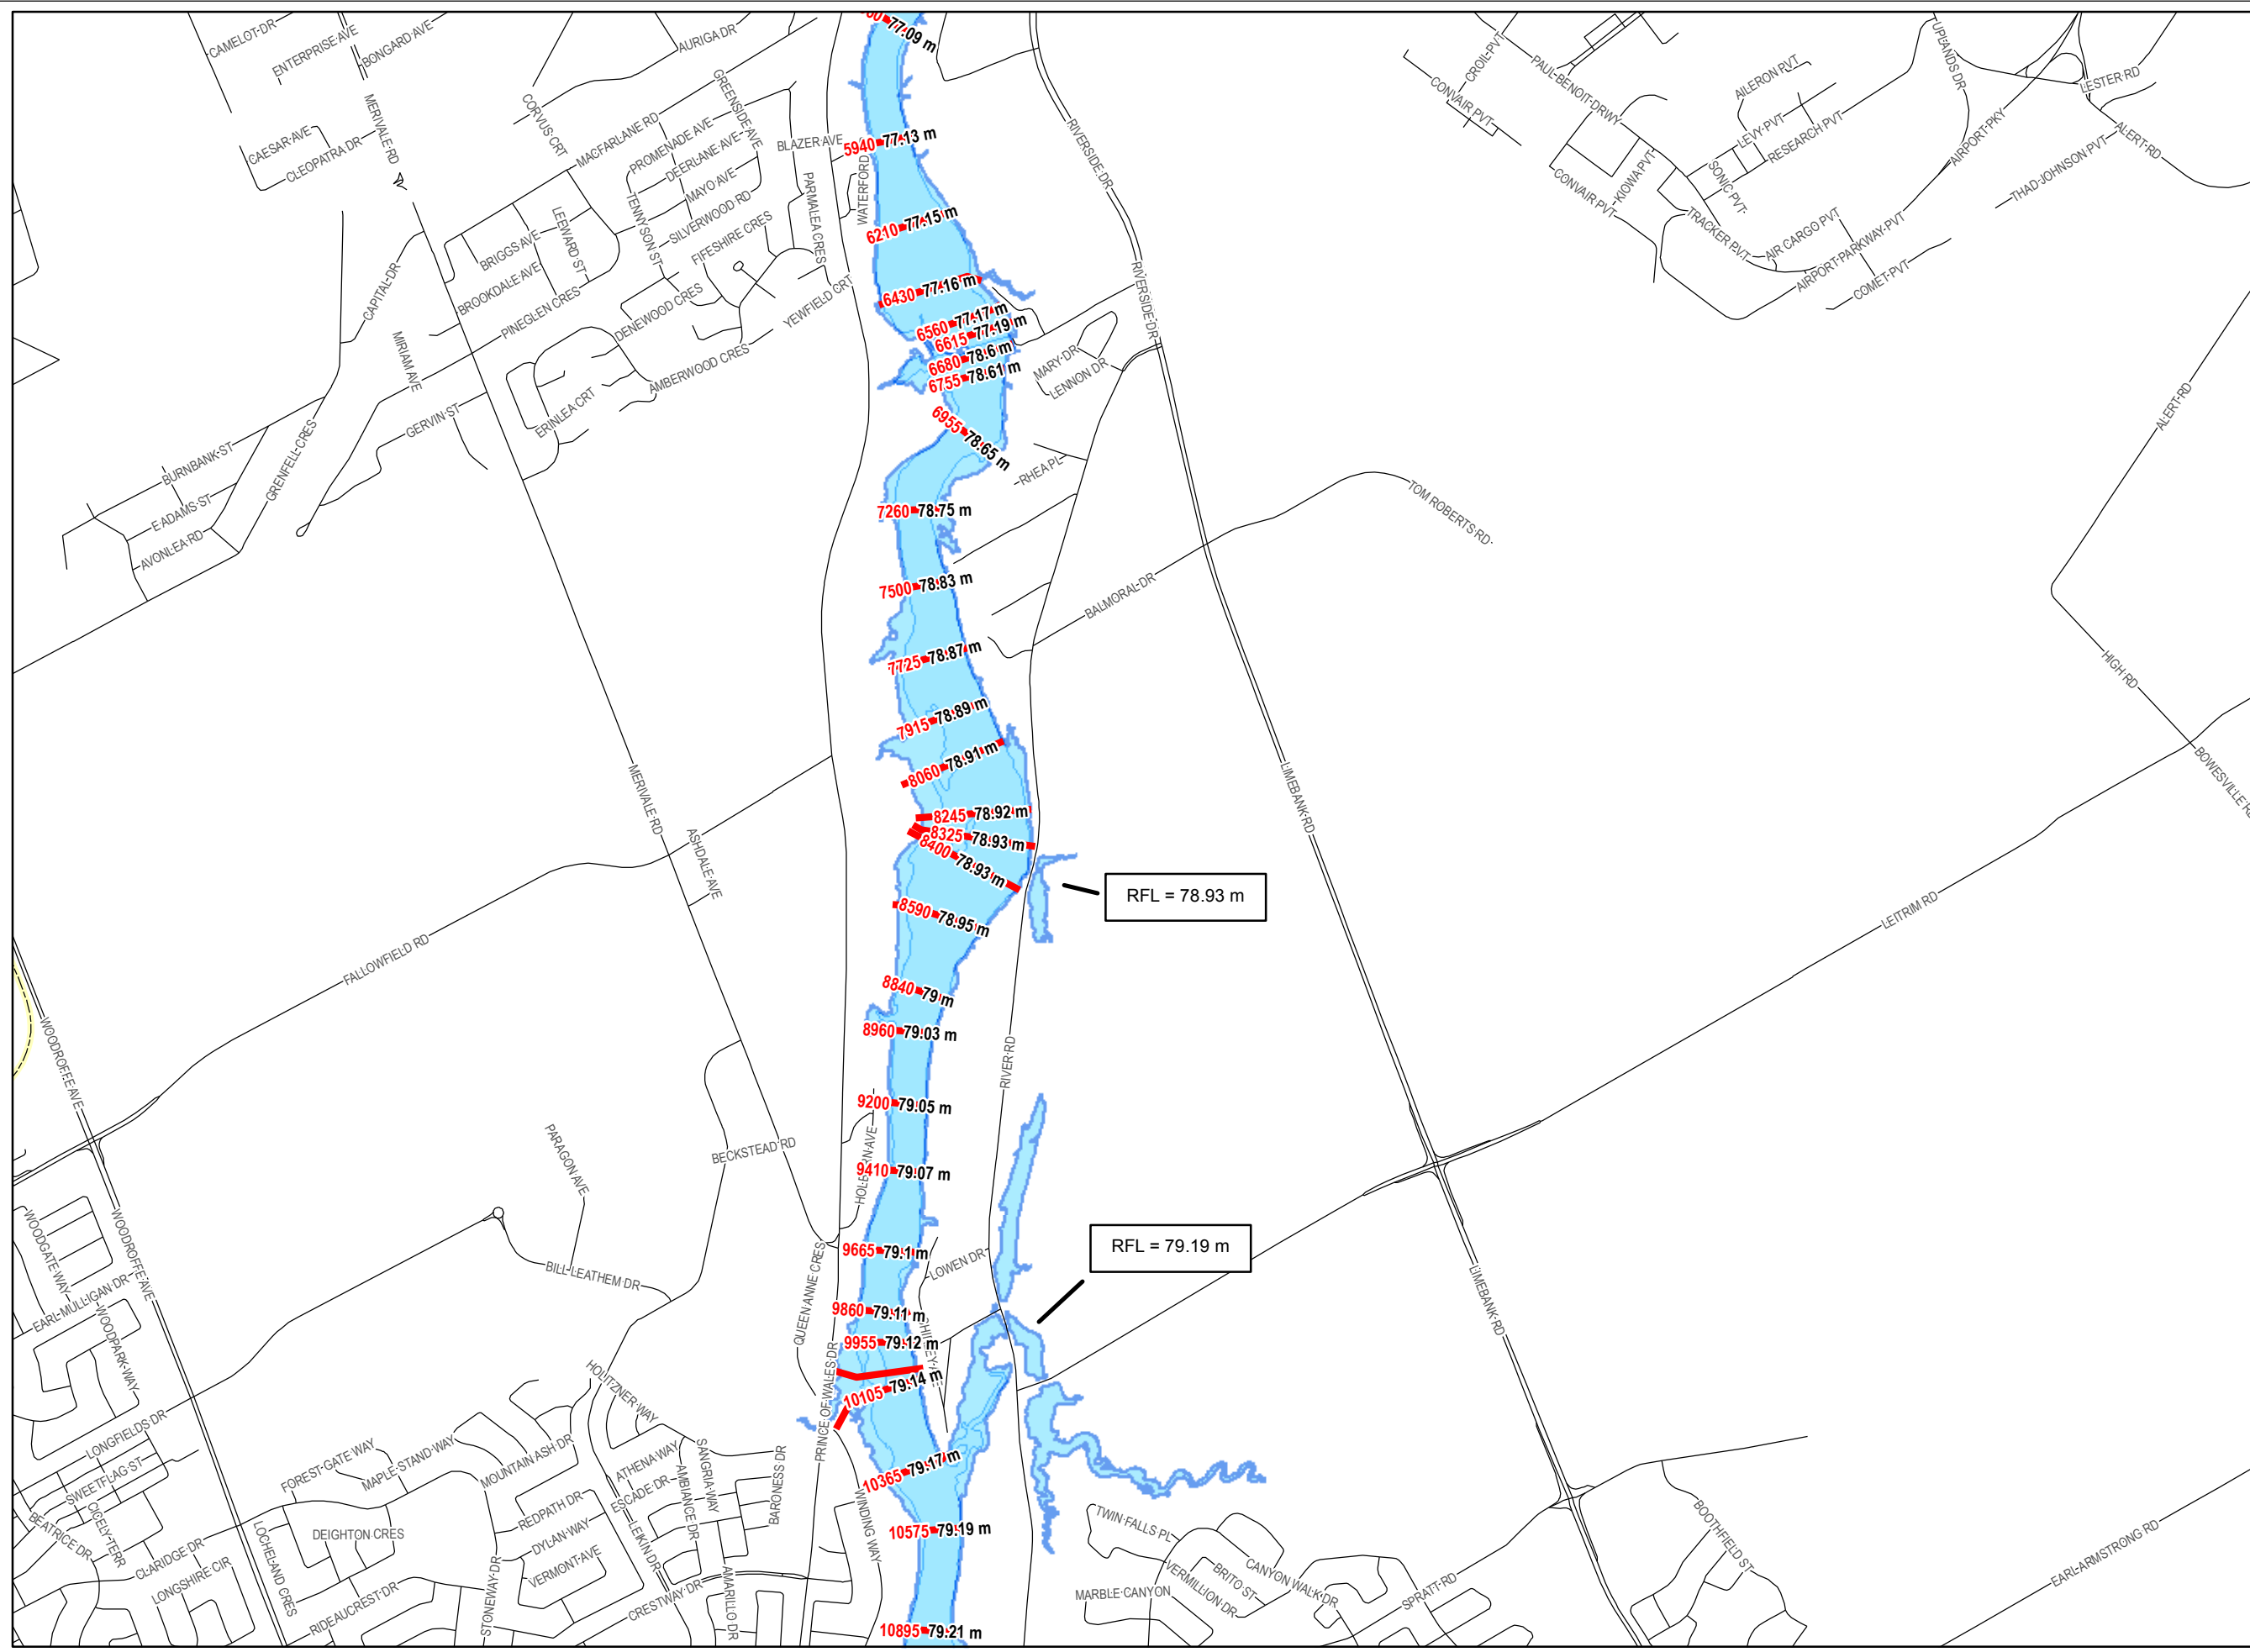 CAMELOT DR
ENTERPRISE AVE
BONGARD AVE
AURIGA DR
77.09 m
CROIL PVT
PAUL BENOIT DRWY
CONVAIR PVT
AILERON PVT
UPLANDS DR
LESTER RD
MERIVALE RD
CAESAR AVE
CLEOPATRA DR
CORVUS CRT
GREENSIDE AVE
MACFARLANE RD
PROMENADE AVE
DEERLANE AVE
BLAZER AVE
5940 77.13 m
RIVERSIDE DR
LEVY PVT
RESEARCH PVT
AIRPORT PKY
ALERT RD
THAD JOHNSON PVT
MAYO AVE
SILVERWOOD RD
TENNYSON ST
PARMALEA CRES
WATERFORD
KIOWA PVT
SONIC PVT
CONVAIR PVT
TRACKER PVT
AIR CARGO PVT
AIRPORT PARKWAY PVT
COMET PVT
6210 77.15 m
BRIGGS AVE
LEEWARD ST
FIFESHIRE CRES
CAPITAL DR
BROOKDALE AVE
PINEGLEN CRES
DENEWOOD CRES
YEWFIELD CRT
6430 77.16 m
RIVERSIDE DR
6560 77.17 m
6615 77.19 m
6680 78.6 m
6755 78.61 m
MARY DR
LENNON DR
MIRIAM AVE
AMBERWOOD CRES
GERVIN ST
ERINLEA CRT
6955 78.65 m
ALERT RD
BURNBANK ST
GRENFELL CRES
E ADAMS ST
AVONLEA RD
RHEA PL
TOM ROBERTS RD
7260 78.75 m
7500 78.83 m
BALMORAL DR
7725 78.87 m
HIGH RD
7915 78.89 m
BOWESVILLE RD
8060 78.91 m
MERIVALE RD
LIMEBANK RD
8245 78.92 m
8325 78.93 m
8400 78.93 m
ASHDALE AVE
RFL = 78.93 m
8590 78.95 m
LEITRIM RD
FALLOWFIELD RD
8840 79 m
8960 79.03 m
WOODROFFE AVE
RIVER RD
9200 79.05 m
BECKSTEAD RD
PARAGON AVE
HOLBORN AVE
9410 79.07 m
WOODGATE WAY
WOODROFFE AVE
9665 79.1 m
RFL = 79.19 m
LOWEN DR
BILL LEATHEM DR
QUEEN ANNE CRES
EARL MULLIGAN DR
WOODPARK WAY
9860 79.11 m
9955 79.12 m
LIMEBANK RD
PRINCE OF WALES DR
10105 79.14 m
HOLITZNER WAY
LONGFIELDS DR
SWEETFLAG ST
FOREST GATE WAY
MAPLE STAND WAY
MOUNTAIN ASH DR
ATHENA WAY
SANGRIA WAY
BARONESS DR
10365 79.17 m
WINDING WAY
CICELY TERR
BEATRICE DR
REDPATH DR
ESCADE DR
AMBIANCE DR
10575 79.19 m
TWIN FALLS PL
BOOTHFIELD ST
CLARIDGE DR
LOCHELAND CRES
DEIGHTON CRES
DYLAN WAY
LEIKIN DR
VERMONT AVE
LONGSHIRE CIR
RIDEAUCREST DR
STONEWAY DR
CRESTWAY DR
AMARILLO DR
MARBLE CANYON
VERMILLION DR
BRITO ST
CANYON WALK DR
SPRATT RD
EARL ARMSTRONG RD
10895 79.21 m